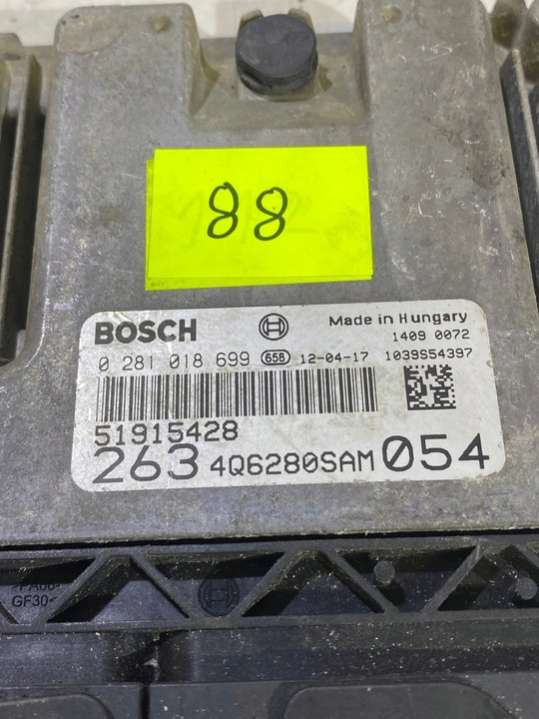 88
BOSCH Made in Hungary
1409 0072
0 281 018 699 658 12-04-17 1039S54397
51915428
263 4Q6280SAM 054
GF30<